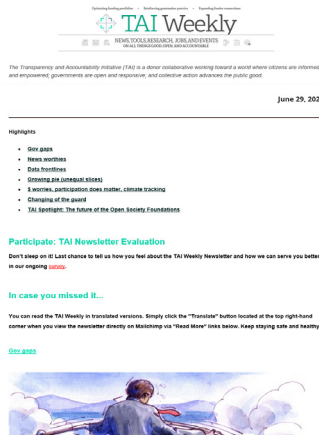 Optimizing funding portfolios • Reinforcing grantmaker practice • Expanding funder connections
TAI Weekly
NEWS, TOOLS, RESEARCH, JOBS, AND EVENTS
ON ALL THINGS GOOD, OPEN, AND ACCOUNTABLE
The Transparency and Accountability Initiative (TAI) is a donor collaborative working toward a world where citizens are informed
and empowered; governments are open and responsive; and collective action advances the public good.
June 29, 202
Highlights
Gov gaps
News worthies
Data frontlines
Growing pie (unequal slices)
$ worries, participation does matter, climate tracking
Changing of the guard
TAI Spotlight: The future of the Open Society Foundations
Participate: TAI Newsletter Evaluation
Don't sleep on it! Last chance to tell us how you feel about the TAI Weekly Newsletter and how we can serve you better
in our ongoing survey.
In case you missed it...
You can read the TAI Weekly in translated versions. Simply click the "Translate" button located at the top right-hand
corner when you view the newsletter directly on Mailchimp via "Read More" links below. Keep staying safe and healthy
Gov gaps